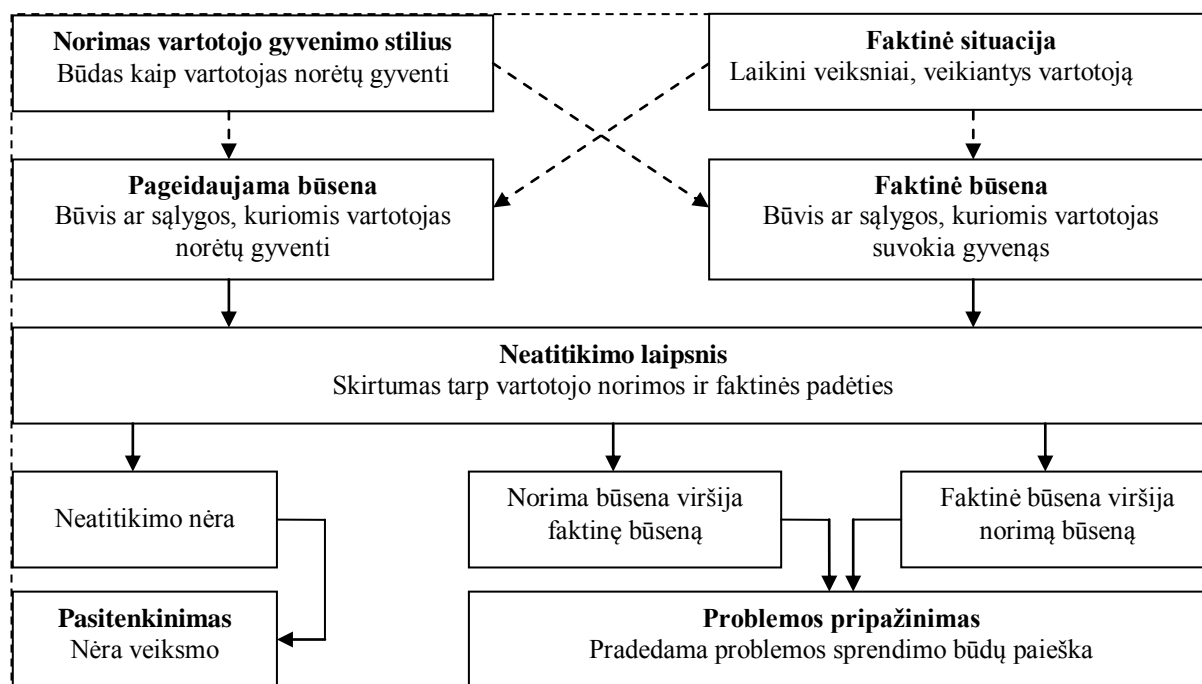 Norimas vartotojo gyvenimo stilius
Būdas kaip vartotojas norėtų gyventi
Faktinė situacija
Laikini veiksniai, veikiantys vartotoją
Pageidaujama būsena
Būvis ar sąlygos, kuriomis vartotojas
norėtų gyventi
Faktinė būsena
Būvis ar sąlygos, kuriomis vartotojas
suvokia gyvenąs
Neatitikimo laipsnis
Skirtumas tarp vartotojo norimos ir faktinės padėties
Neatitikimo nėra
Norima būsena viršija
faktinę būseną
Faktinė būsena viršija
norimą būseną
Pasitenkinimas
Nėra veiksmo
Problemos pripažinimas
Pradedama problemos sprendimo būdų paieška